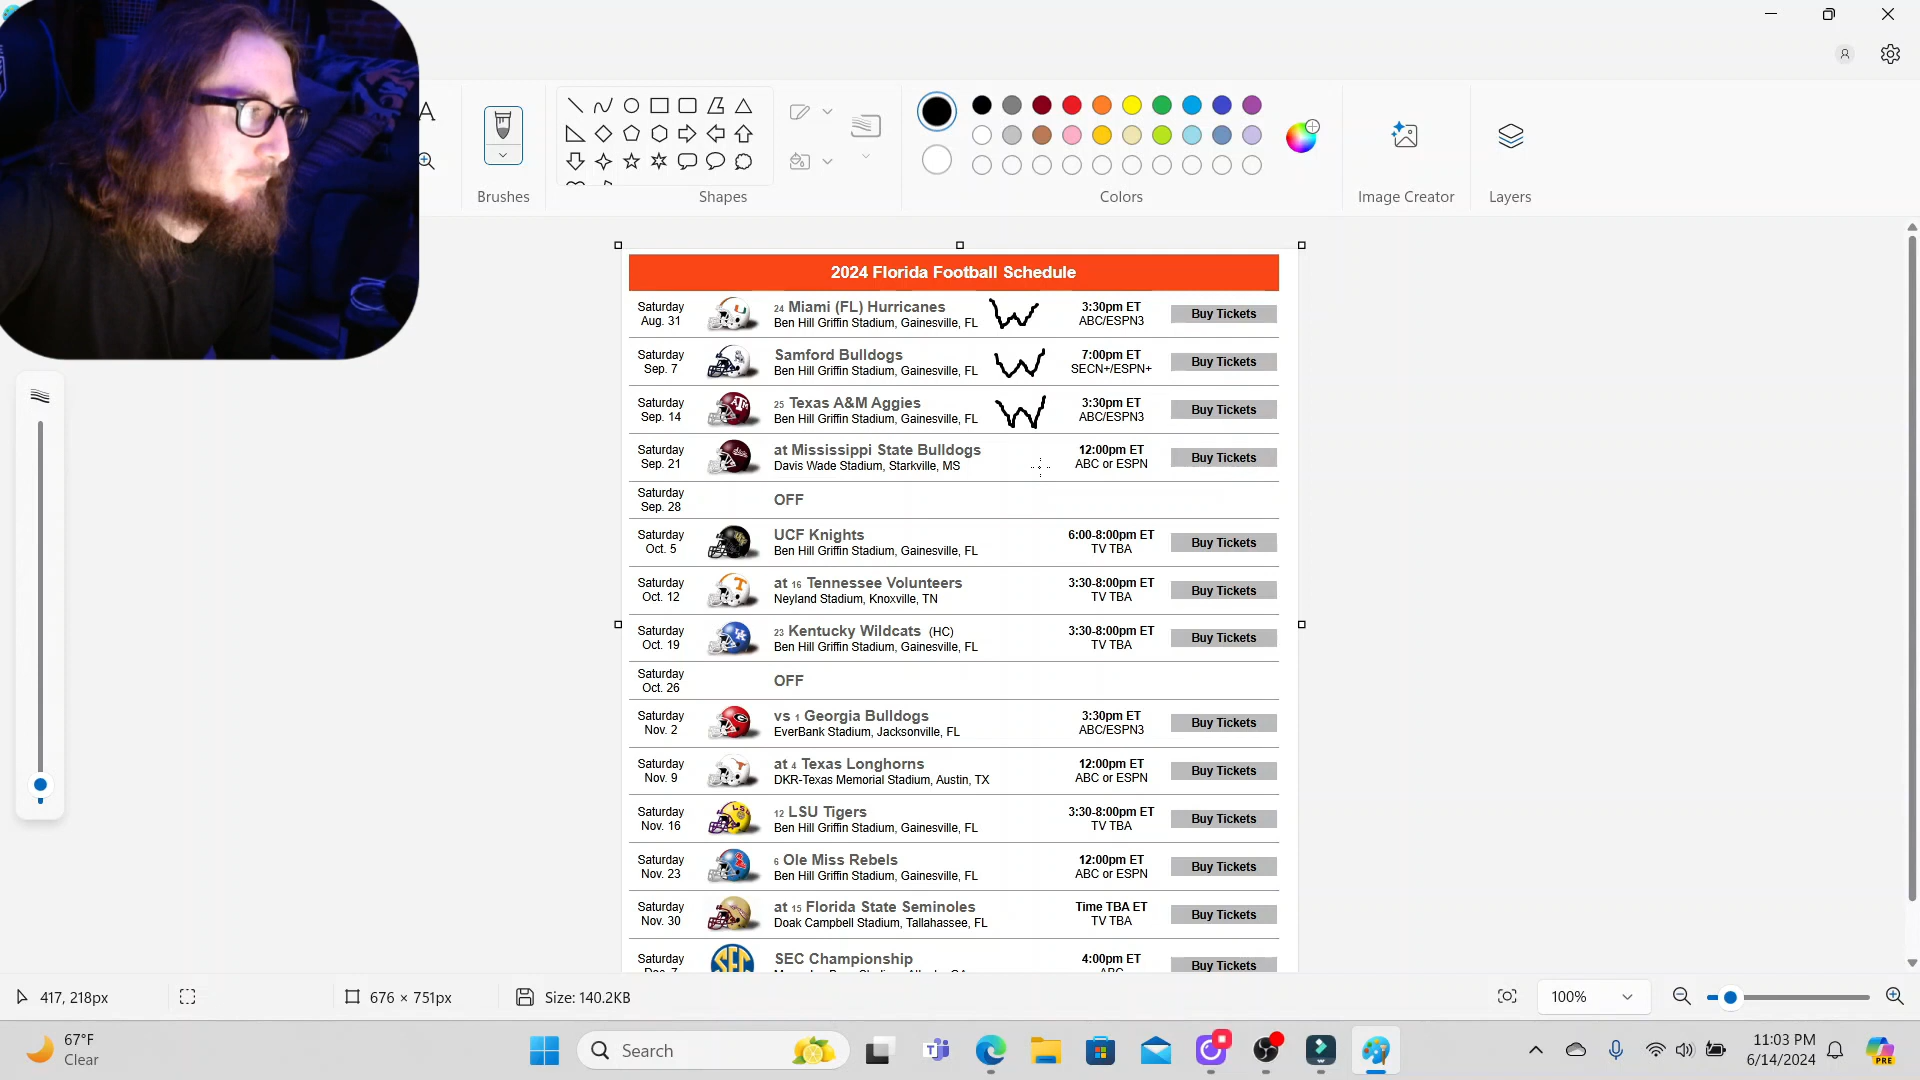 A
Brushes
Shapes
Colors
Image Creator
Layers
2024 Florida Football Schedule
Saturday Aug. 31 24 Miami (FL) Hurricanes W 3:30pm ET Buy Tickets
Ben Hill Griffin Stadium, Gainesville, FL ABC/ESPN3
Saturday Sep. 7 Samford Bulldogs W 7:00pm ET Buy Tickets
Ben Hill Griffin Stadium, Gainesville, FL SECN+/ESPN+
Saturday Sep. 14 25 Texas A&M Aggies W 3:30pm ET Buy Tickets
Ben Hill Griffin Stadium, Gainesville, FL ABC/ESPN3
Saturday Sep. 21 at Mississippi State Bulldogs 12:00pm ET Buy Tickets
Davis Wade Stadium, Starkville, MS ABC or ESPN
Saturday Sep. 28 OFF
Saturday Oct. 5 UCF Knights 6:00-8:00pm ET Buy Tickets
Ben Hill Griffin Stadium, Gainesville, FL TV TBA
Saturday Oct. 12 at 16 Tennessee Volunteers 3:30-8:00pm ET Buy Tickets
Neyland Stadium, Knoxville, TN TV TBA
Saturday Oct. 19 23 Kentucky Wildcats (HC) 3:30-8:00pm ET Buy Tickets
Ben Hill Griffin Stadium, Gainesville, FL TV TBA
Saturday Oct. 26 OFF
Saturday Nov. 2 vs 1 Georgia Bulldogs 3:30pm ET Buy Tickets
EverBank Stadium, Jacksonville, FL ABC/ESPN3
Saturday Nov. 9 at 4 Texas Longhorns 12:00pm ET Buy Tickets
DKR-Texas Memorial Stadium, Austin, TX ABC or ESPN
Saturday Nov. 16 12 LSU Tigers 3:30-8:00pm ET Buy Tickets
Ben Hill Griffin Stadium, Gainesville, FL TV TBA
Saturday Nov. 23 6 Ole Miss Rebels 12:00pm ET Buy Tickets
Ben Hill Griffin Stadium, Gainesville, FL ABC or ESPN
Saturday Nov. 30 at 15 Florida State Seminoles Time TBA ET Buy Tickets
Doak Campbell Stadium, Tallahassee, FL TV TBA
Saturday SEC Championship 4:00pm ET Buy Tickets
417, 218px
676 × 751px
Size: 140.2KB
100%
67°F
Clear
Search
11:03 PM
6/14/2024